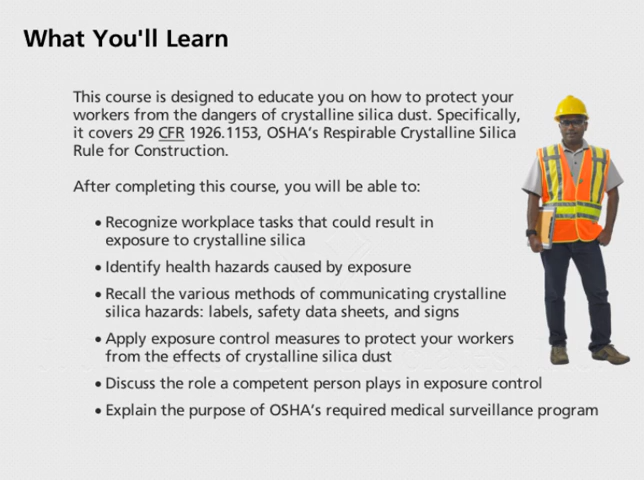 What You'll Learn
This course is designed to educate you on how to protect your
workers from the dangers of crystalline silica dust. Specifically,
it covers 29 CFR 1926.1153, OSHA's Respirable Crystalline Silica
Rule for Construction.
After completing this course, you will be able to:
• Recognize workplace tasks that could result in
exposure to crystalline silica
• Identify health hazards caused by exposure
• Recall the various methods of communicating crystalline
silica hazards: labels, safety data sheets, and signs
• Apply exposure control measures to protect your workers
from the effects of crystalline silica dust
• Discuss the role a competent person plays in exposure control
• Explain the purpose of OSHA's required medical surveillance program